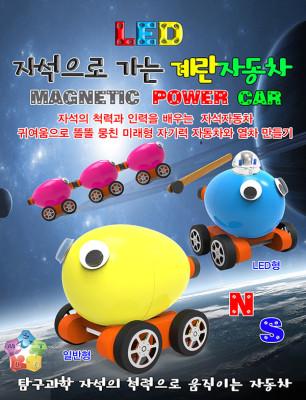 LED
자석으로 가는 계란자동차
MAGNETIC POWER CAR
자석의 척력과 인력을 배우는 자석자동차
귀여움으로 똘똘 뭉친 미래형 자기력 자동차와 열차 만들기
LED형
N
S
일반형
탐구과학 자석의 척력으로 움직이는 자동차